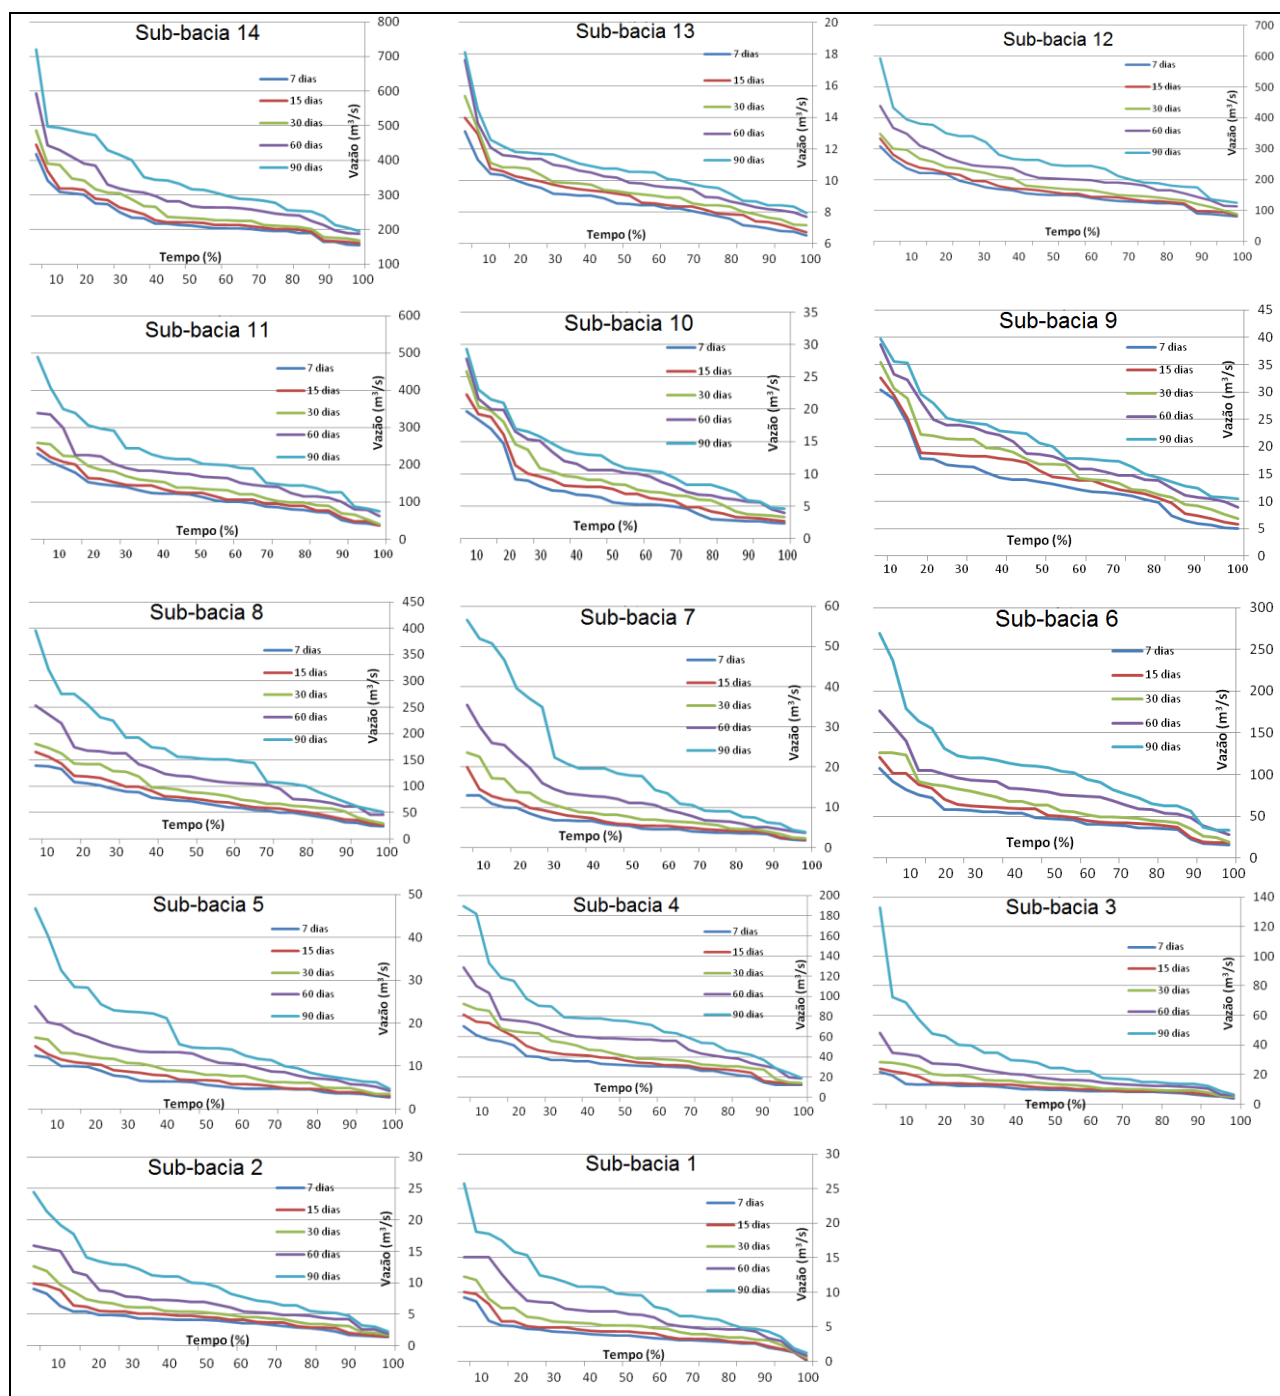 Sub-bacia 14
800
700
600
500
400
300
200
100
7 dias
15 dias
30 dias
60 dias
90 dias
Vazão (m³/s)
Tempo (%)
10 20 30 40 50 60 70 80 90 100
Sub-bacia 13
20
18
16
14
12
10
8
6
7 dias
15 dias
30 dias
60 dias
90 dias
Vazão (m³/s)
Tempo (%)
10 20 30 40 50 60 70 80 90 100
Sub-bacia 12
700
600
500
400
300
200
100
0
7 dias
15 dias
30 dias
60 dias
90 dias
Vazão (m³/s)
Tempo (%)
10 20 30 40 50 60 70 80 90 100
Sub-bacia 11
600
500
400
300
200
100
0
7 dias
15 dias
30 dias
60 dias
90 dias
Vazão (m³/s)
Tempo (%)
10 20 30 40 50 60 70 80 90 100
Sub-bacia 10
35
30
25
20
15
10
5
0
7 dias
15 dias
30 dias
60 dias
90 dias
Vazão (m³/s)
Tempo (%)
10 20 30 40 50 60 70 80 90 100
Sub-bacia 9
45
40
35
30
25
20
15
10
5
0
7 dias
15 dias
30 dias
60 dias
90 dias
Vazão (m³/s)
Tempo (%)
10 20 30 40 50 60 70 80 90 100
Sub-bacia 8
450
400
350
300
250
200
150
100
50
0
7 dias
15 dias
30 dias
60 dias
90 dias
Vazão (m³/s)
Tempo (%)
10 20 30 40 50 60 70 80 90 100
Sub-bacia 7
60
50
40
30
20
10
0
7 dias
15 dias
30 dias
60 dias
90 dias
Vazão (m³/s)
Tempo (%)
10 20 30 40 50 60 70 80 90 100
Sub-bacia 6
300
250
200
150
100
50
0
7 dias
15 dias
30 dias
60 dias
90 dias
Vazão (m³/s)
Tempo (%)
10 20 30 40 50 60 70 80 90 100
Sub-bacia 5
50
40
30
20
10
0
7 dias
15 dias
30 dias
60 dias
90 dias
Vazão (m³/s)
Tempo (%)
10 20 30 40 50 60 70 80 90 100
Sub-bacia 4
200
180
160
140
120
100
80
60
40
20
0
7 dias
15 dias
30 dias
60 dias
90 dias
Vazão (m³/s)
Tempo (%)
10 20 30 40 50 60 70 80 90 100
Sub-bacia 3
140
120
100
80
60
40
20
0
7 dias
15 dias
30 dias
60 dias
90 dias
Vazão (m³/s)
Tempo (%)
10 20 30 40 50 60 70 80 90 100
Sub-bacia 2
30
25
20
15
10
5
0
7 dias
15 dias
30 dias
60 dias
90 dias
Vazão (m³/s)
Tempo (%)
10 20 30 40 50 60 70 80 90 100
Sub-bacia 1
30
25
20
15
10
5
0
7 dias
15 dias
30 dias
60 dias
90 dias
Vazão (m³/s)
Tempo (%)
10 20 30 40 50 60 70 80 90 100